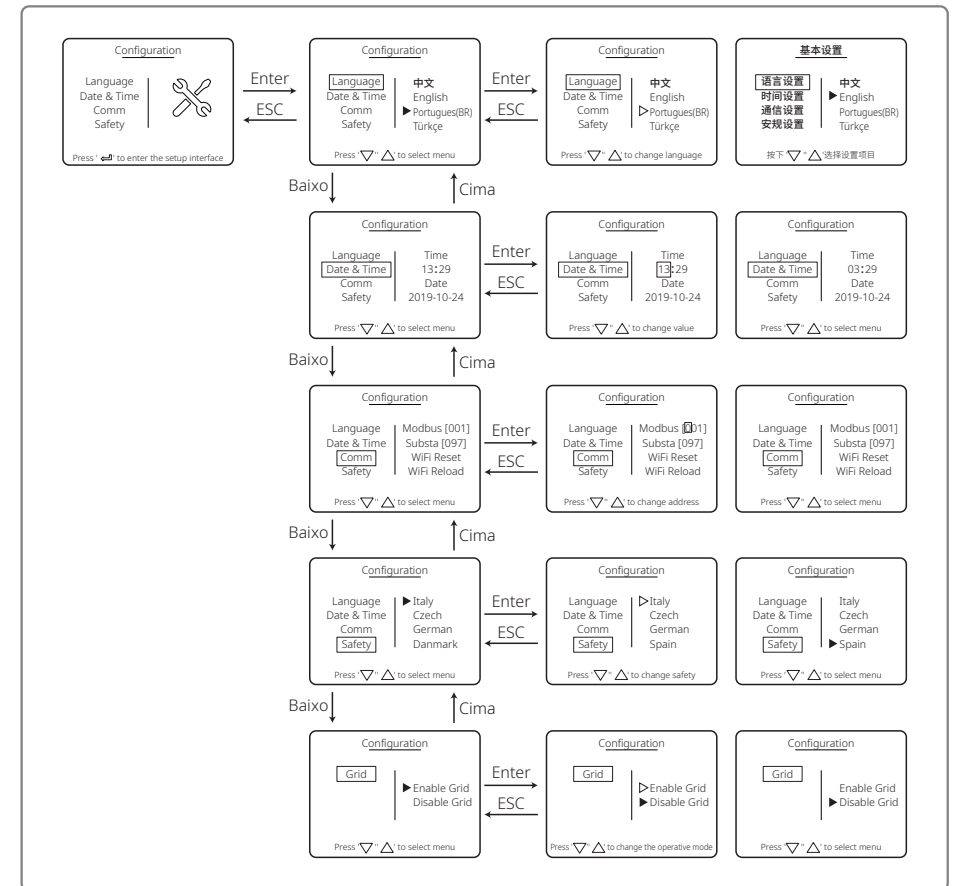 Configuration
Language
Date & Time
Comm
Safety
Press ' ' to enter the setup interface
Enter
ESC
Configuration
Language
Date & Time
Comm
Safety
中文
English
▶Portugues(BR)
Türkçe
Press '▽' '△' to select menu
Enter
ESC
Configuration
Language
Date & Time
Comm
Safety
中文
English
▷Portugues(BR)
Türkçe
Press '▽' '△' to change language
基本设置
语言设置
时间设置
通信设置
安规设置
中文
▶English
Portugues(BR)
Türkçe
按下 '▽' '△'选择设置项目
Baixo
Cima
Configuration
Language
Date & Time
Comm
Safety
Time
13:29
Date
2019-10-24
Press '▽' '△' to select menu
Enter
ESC
Configuration
Language
Date & Time
Comm
Safety
Time
13:29
Date
2019-10-24
Press '▽' '△' to change value
Configuration
Language
Date & Time
Comm
Safety
Time
03:29
Date
2019-10-24
Press '▽' '△' to select menu
Baixo
Cima
Configuration
Language
Date & Time
Comm
Safety
Modbus [001]
Substa [097]
WiFi Reset
WiFi Reload
Press '▽' '△' to select menu
Enter
ESC
Configuration
Language
Date & Time
Comm
Safety
Modbus [001]
Substa [097]
WiFi Reset
WiFi Reload
Press '▽' '△' to change address
Configuration
Language
Date & Time
Comm
Safety
Modbus [001]
Substa [097]
WiFi Reset
WiFi Reload
Press '▽' '△' to select menu
Baixo
Cima
Configuration
Language
Date & Time
Comm
Safety
▶Italy
Czech
German
Danmark
Press '▽' '△' to select menu
Enter
ESC
Configuration
Language
Date & Time
Comm
Safety
▷Italy
Czech
German
Spain
Press '▽' '△' to change safety
Configuration
Language
Date & Time
Comm
Safety
Italy
Czech
German
▶Spain
Press '▽' '△' to select menu
Baixo
Cima
Configuration
Grid
▶Enable Grid
Disable Grid
Press '▽' '△' to select menu
Enter
ESC
Configuration
Grid
▷Enable Grid
▶Disable Grid
Press '▽' '△' to change the operative mode
Configuration
Grid
Enable Grid
▶Disable Grid
Press '▽' '△' to select menu